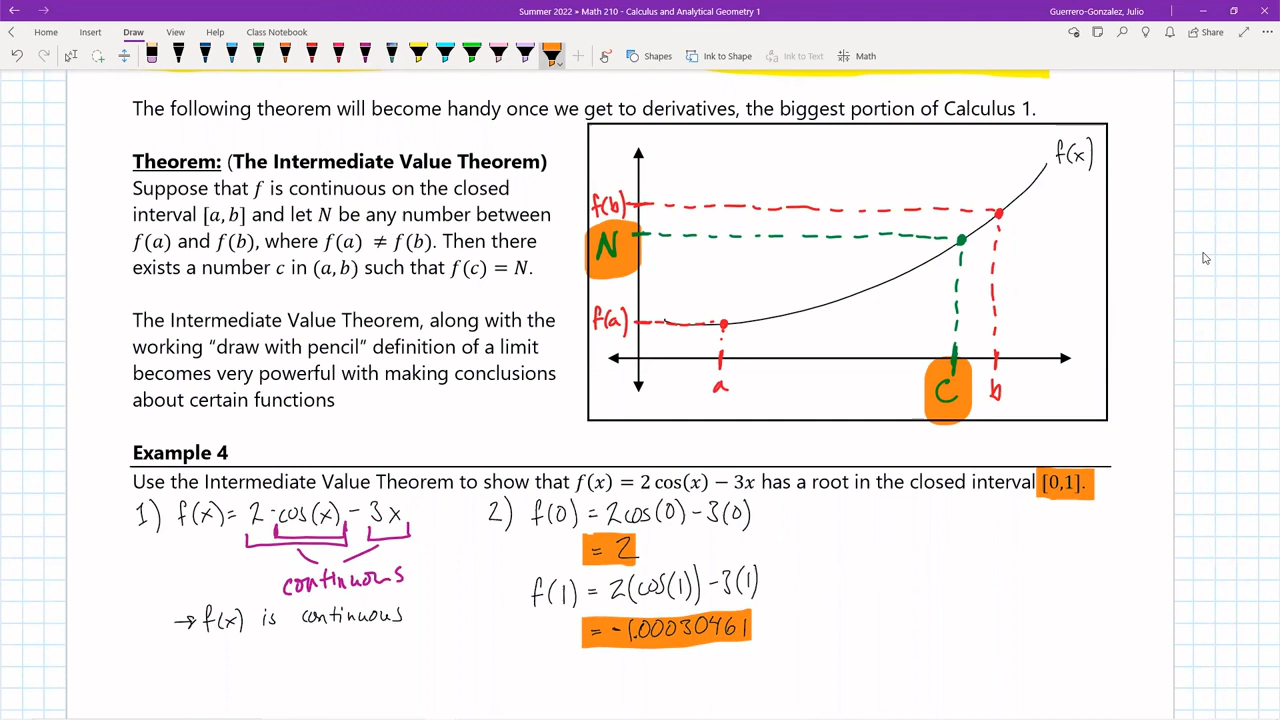 Summer 2022 » Math 210 - Calculus and Analytical Geometry 1
Guerrero-Gonzalez, Julio
Home Insert Draw View Help Class Notebook
Share
Shapes Ink to Shape Ink to Text Math
The following theorem will become handy once we get to derivatives, the biggest portion of Calculus 1.
Theorem: (The Intermediate Value Theorem)
Suppose that f is continuous on the closed
interval [a, b] and let N be any number between
f(a) and f(b), where f(a) ≠ f(b). Then there
exists a number c in (a, b) such that f(c) = N.
The Intermediate Value Theorem, along with the
working “draw with pencil” definition of a limit
becomes very powerful with making conclusions
about certain functions
f(x)
f(b)
N
f(a)
a
C
b
Example 4
Use the Intermediate Value Theorem to show that f(x) = 2 cos(x) − 3x has a root in the closed interval [0,1].
1) f(x) = 2·cos(x) - 3x
continuous
→ f(x) is continuous
2) f(0) = 2cos(0) - 3(0)
= 2
f(1) = 2(cos(1)) - 3(1)
= -1.00030461